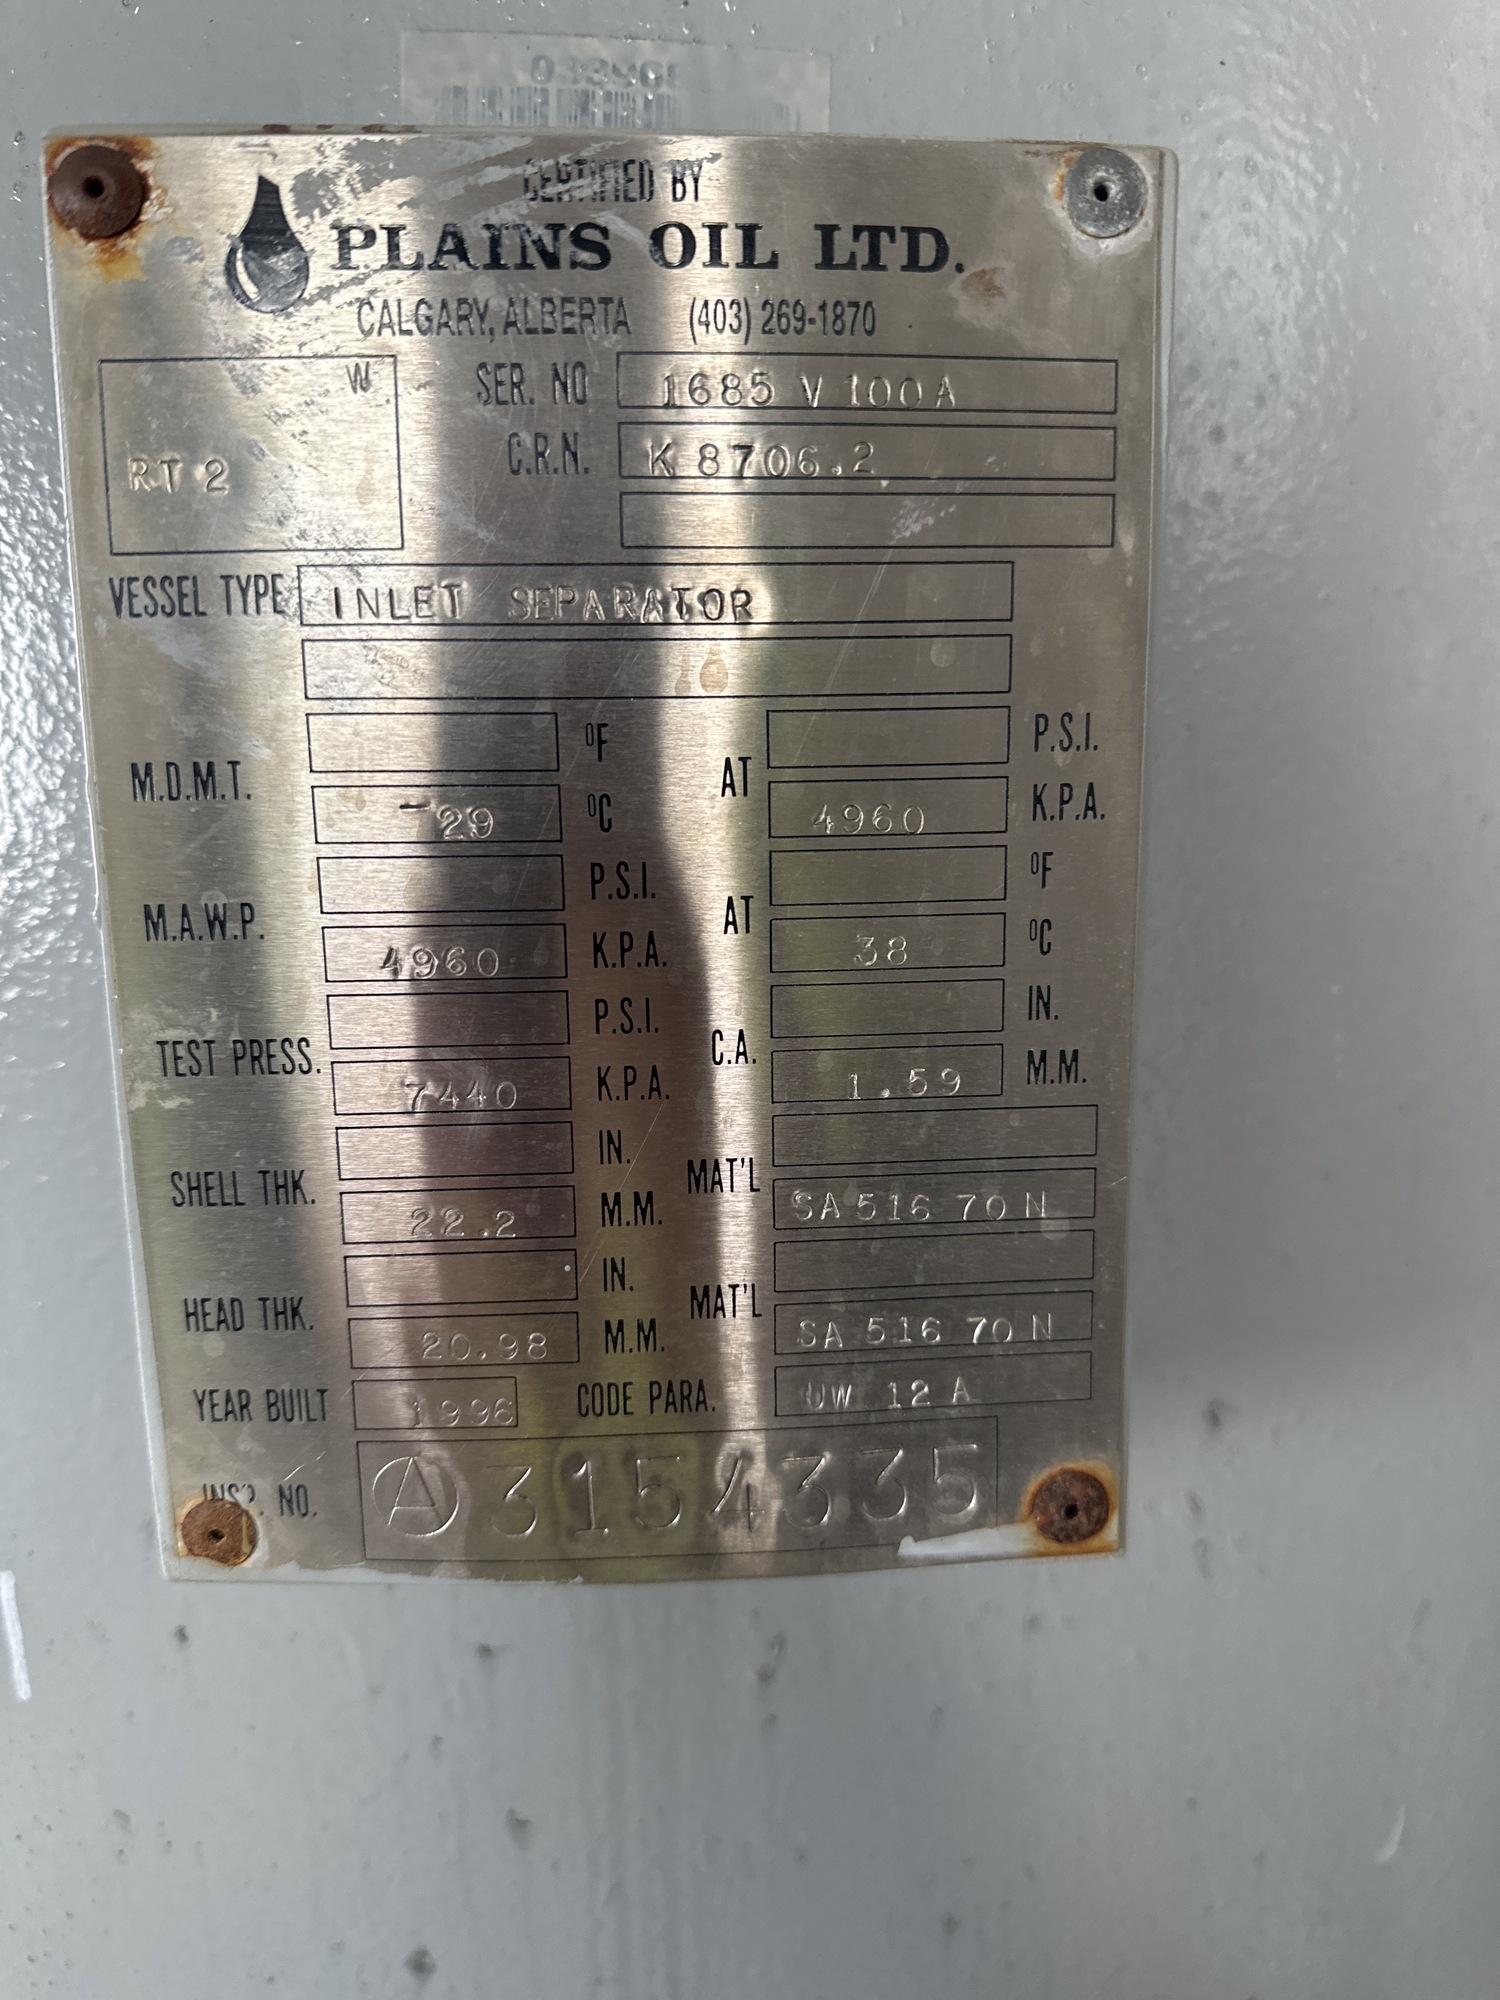 CERTIFIED BY
PLAINS OIL LTD.
CALGARY, ALBERTA (403) 269-1870
W
RT 2
SER. NO 1685 V 100A
C.R.N. K 8706.2
VESSEL TYPE INLET SEPARATOR
M.D.M.T. °F AT P.S.I.
-29 °C 4960 K.P.A.
M.A.W.P. P.S.I. AT °F
4960 K.P.A. 38 °C
TEST PRESS. P.S.I. C.A. IN.
7440 K.P.A. 1.59 M.M.
SHELL THK. IN. MAT'L
22.2 M.M. SA 516 70 N
HEAD THK. IN. MAT'L
20.98 M.M. SA 516 70 N
YEAR BUILT 1996 CODE PARA. UW 12 A
INSP. NO. A 3154335